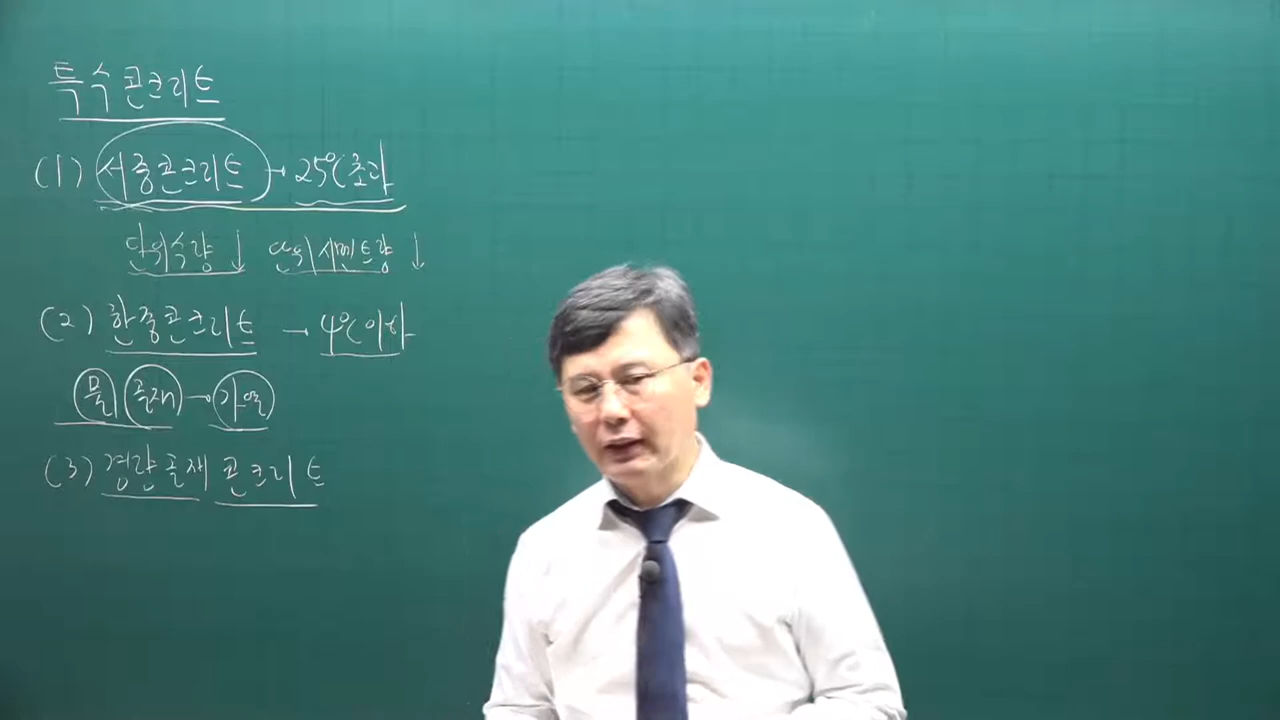 특수콘크리트
(1) 서중콘크리트 → 25℃초과
단위수량 ↓ 단위시멘트량 ↓
(2) 한중콘크리트 → 4℃이하
물 골재 → 가열
(3) 경량골재 콘크리트